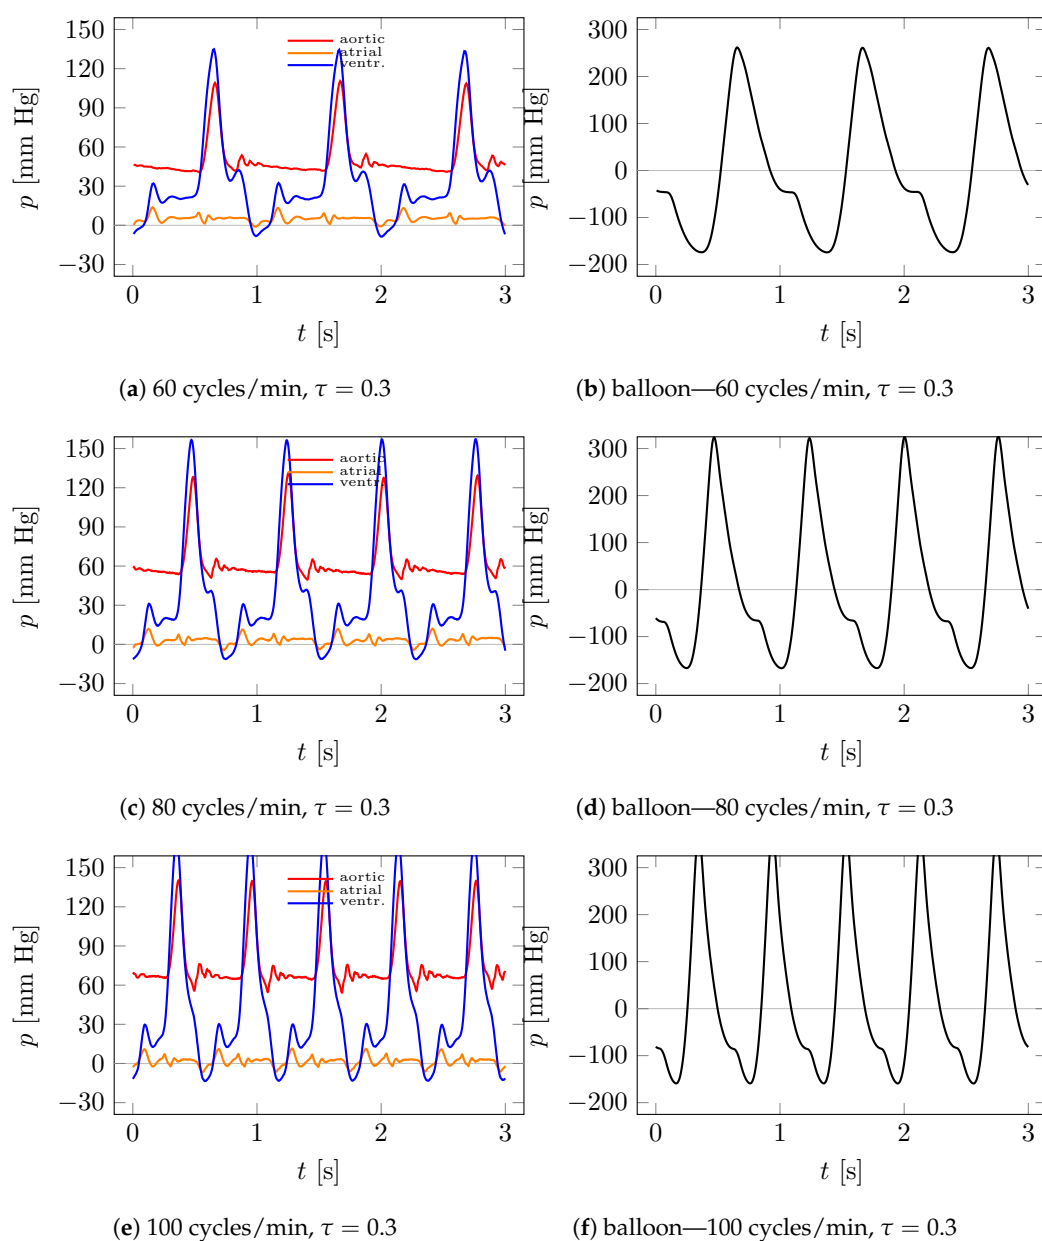 150
120
90
60
30
0
−30
p [mm Hg]
aortic
atrial
ventr.
0 1 2 3
t [s]
300
200
100
0
−100
−200
p [mm Hg]
0 1 2 3
t [s]
(a) 60 cycles/min, τ = 0.3
(b) balloon—60 cycles/min, τ = 0.3
150
120
90
60
30
0
−30
p [mm Hg]
aortic
atrial
ventr.
0 1 2 3
t [s]
300
200
100
0
−100
−200
p [mm Hg]
0 1 2 3
t [s]
(c) 80 cycles/min, τ = 0.3
(d) balloon—80 cycles/min, τ = 0.3
150
120
90
60
30
0
−30
p [mm Hg]
aortic
atrial
ventr.
0 1 2 3
t [s]
300
200
100
0
−100
−200
p [mm Hg]
0 1 2 3
t [s]
(e) 100 cycles/min, τ = 0.3
(f) balloon—100 cycles/min, τ = 0.3